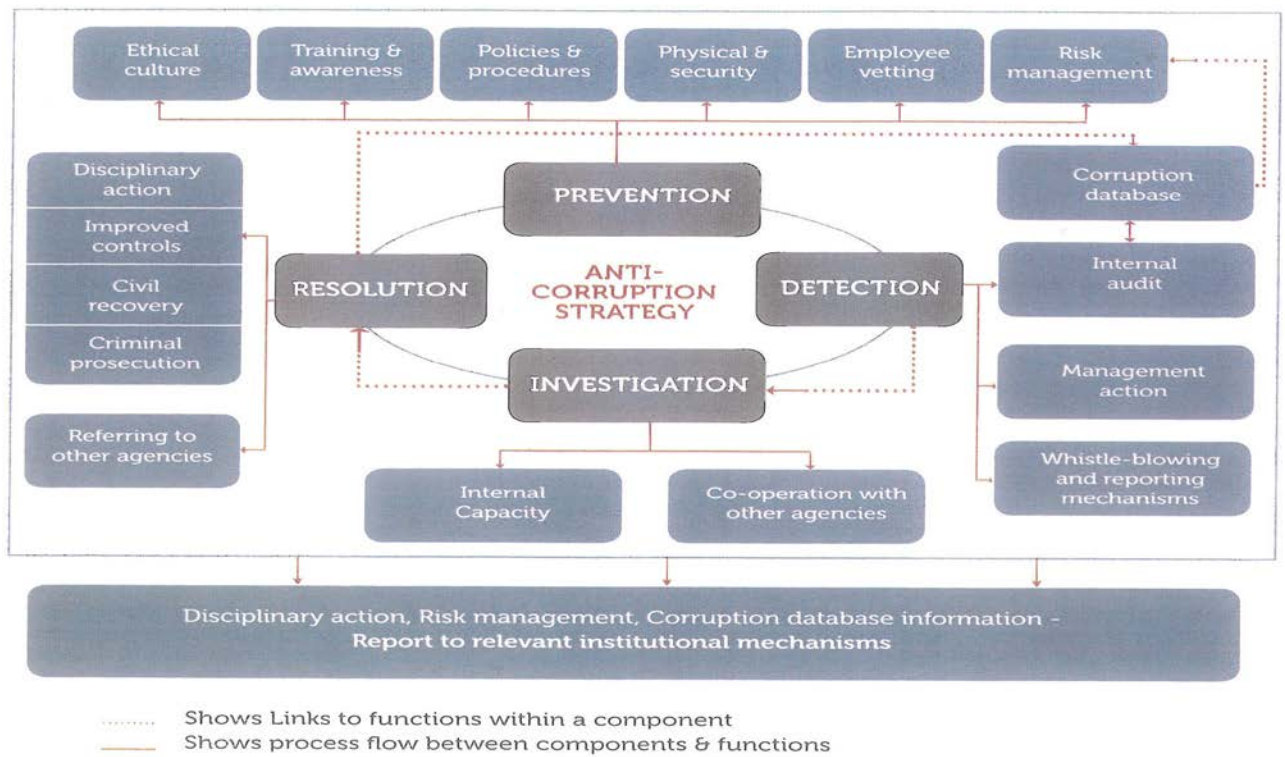 Ethical
culture
Training &
awareness
Policies &
procedures
Physical &
security
Employee
vetting
Risk
management
Disciplinary
action
Improved
controls
Civil
recovery
Criminal
prosecution
Referring to
other agencies
PREVENTION
RESOLUTION
ANTI-
CORRUPTION
STRATEGY
DETECTION
INVESTIGATION
Corruption
database
Internal
audit
Management
action
Whistle-blowing
and reporting
mechanisms
Internal
Capacity
Co-operation with
other agencies
Disciplinary action, Risk management, Corruption database information -
Report to relevant institutional mechanisms
Shows Links to functions within a component
Shows process flow between components & functions